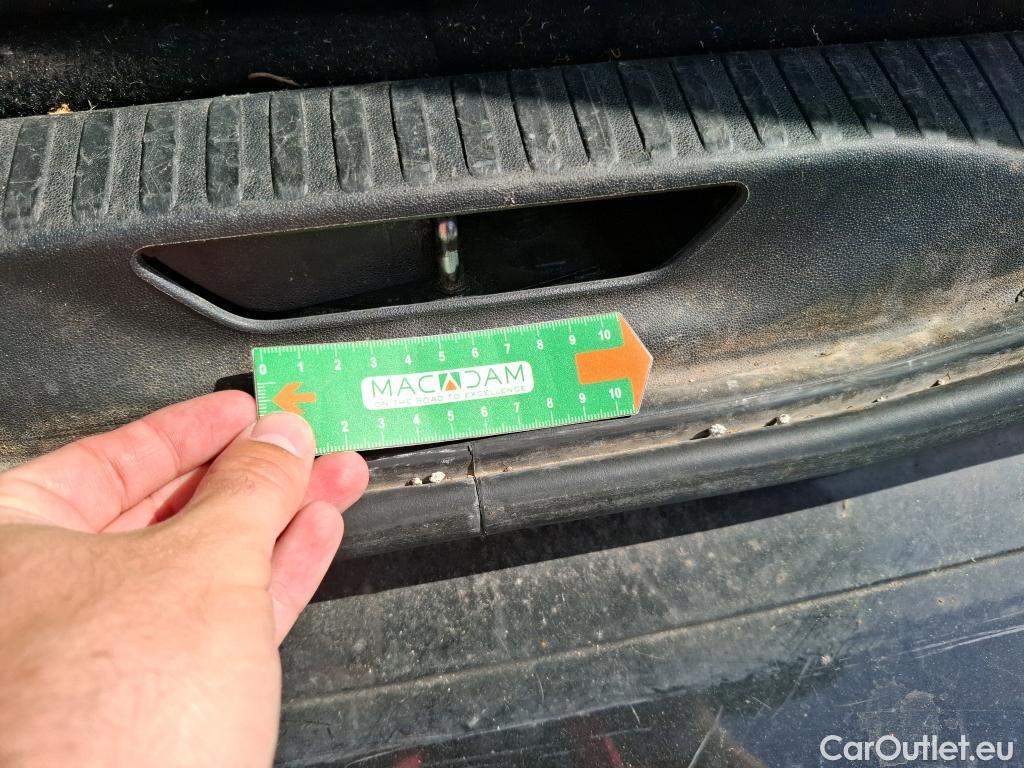 0 1 2 3 4 5 6 7 8 9 10
MACADAM
ON THE ROAD TO EXCELLENCE
2 3 4 5 6 7 8 9 10
CarOutlet.eu